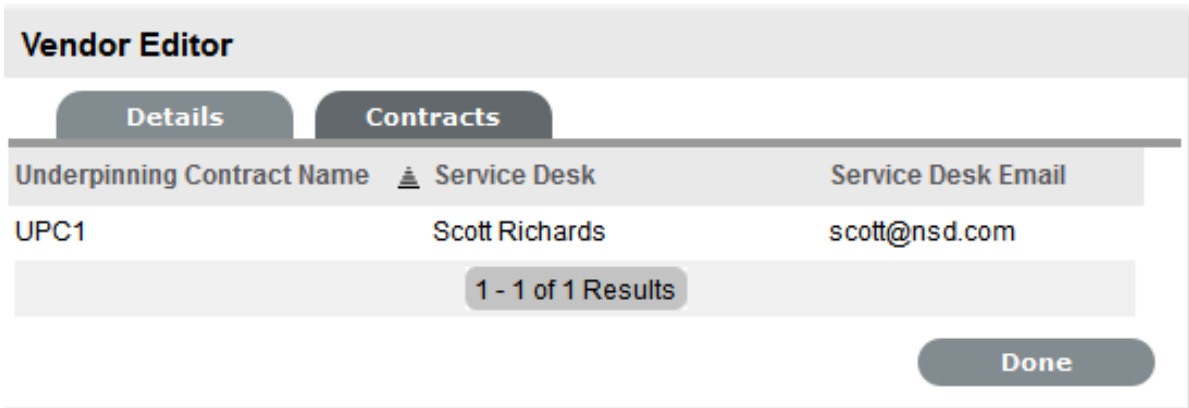 Vendor Editor
Details Contracts
Underpinning Contract Name Service Desk Service Desk Email
UPC1 Scott Richards scott@nsd.com
1 - 1 of 1 Results
Done